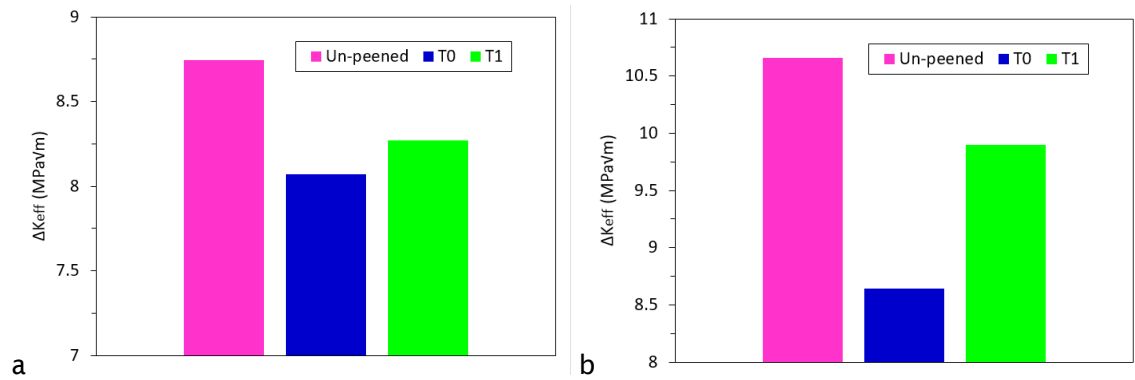 9
8.5
8
7.5
7
ΔKeff (MPa√m)
Un-peened T0 T1
a
11
10.5
10
9.5
9
8.5
8
ΔKeff (MPa√m)
Un-peened T0 T1
b